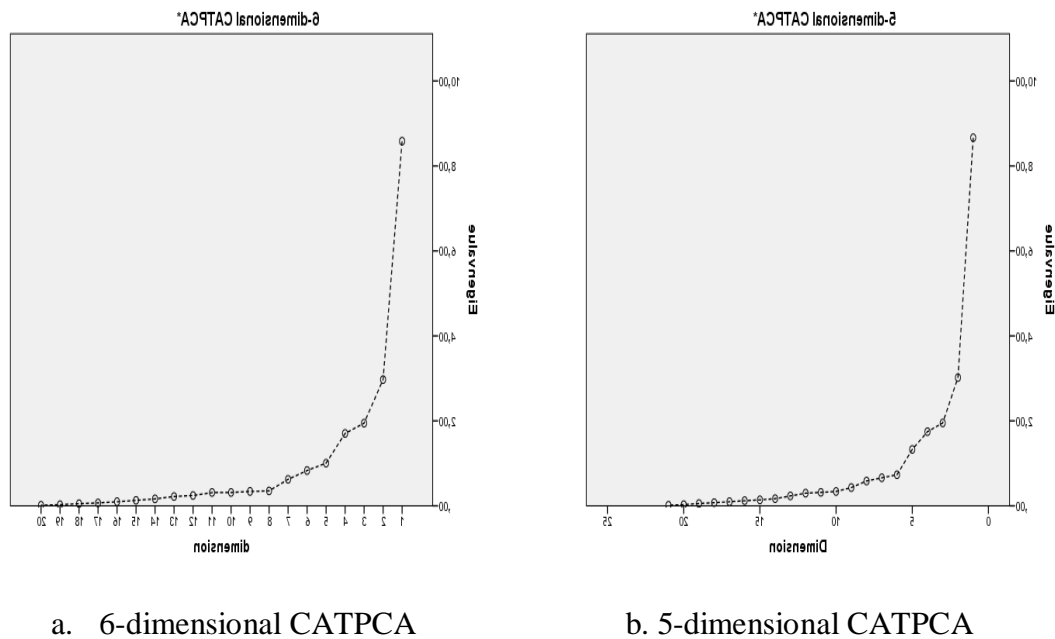 6-dimensional CATPCA*
10,00
8,00
6,00
4,00
2,00
,00
Eigenvalue
20 19 18 17 16 15 14 13 12 11 10 9 8 7 6 5 4 3 2 1
dimension
5-dimensional CATPCA*
10,00
8,00
6,00
4,00
2,00
,00
Eigenvalue
25 20 15 10 5 0
Dimension
a. 6-dimensional CATPCA
b. 5-dimensional CATPCA